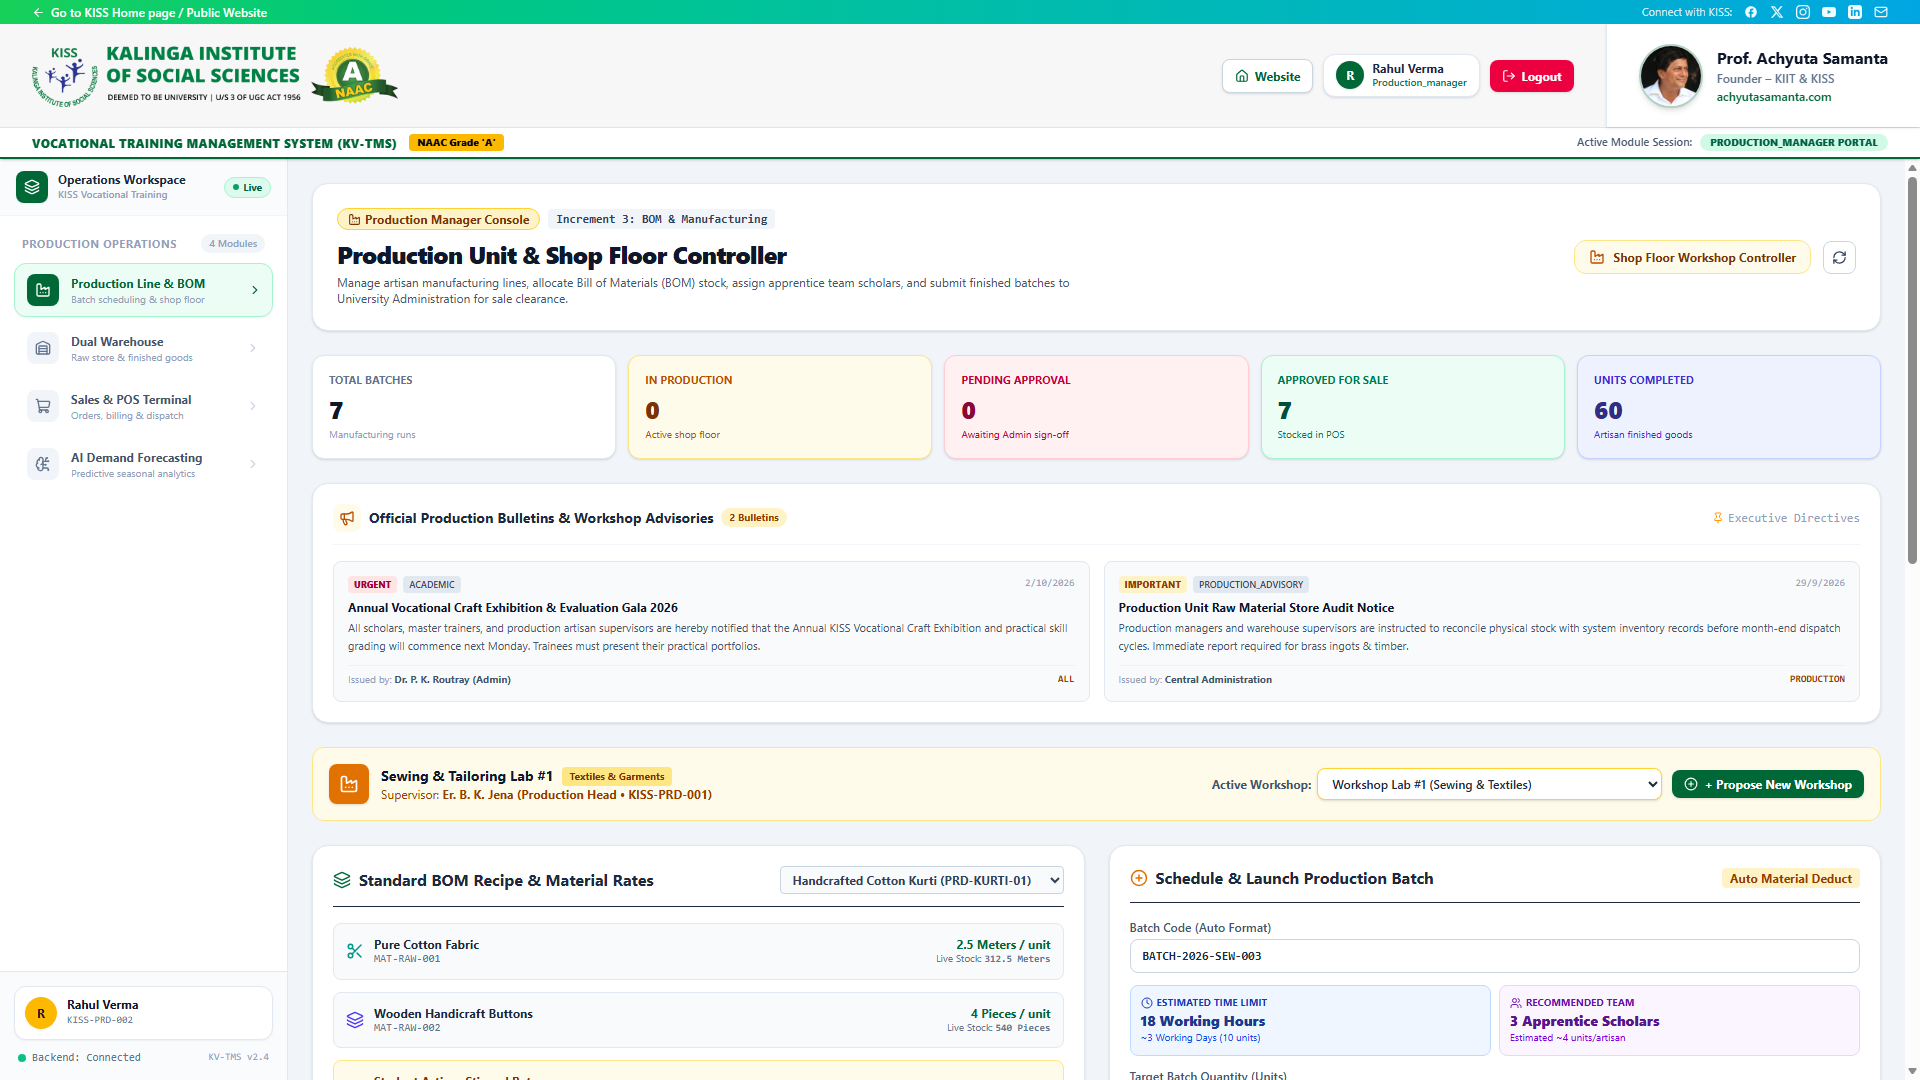 Go to KISS Home page / Public Website
Connect with KISS:
KISS
KALINGA INSTITUTE OF SOCIAL SCIENCES
KALINGA INSTITUTE
OF SOCIAL SCIENCES
DEEMED TO BE UNIVERSITY | U/S 3 OF UGC ACT 1956
A
NAAC
Website
R
Rahul Verma
Production_manager
Logout
Prof. Achyuta Samanta
Founder – KIIT & KISS
achyutasamanta.com
VOCATIONAL TRAINING MANAGEMENT SYSTEM (KV-TMS)
NAAC Grade 'A'
Active Module Session:
PRODUCTION_MANAGER PORTAL
Operations Workspace
KISS Vocational Training
Live
PRODUCTION OPERATIONS
4 Modules
Production Line & BOM
Batch scheduling & shop floor
Dual Warehouse
Raw store & finished goods
Sales & POS Terminal
Orders, billing & dispatch
AI Demand Forecasting
Predictive seasonal analytics
Rahul Verma
R
KISS-PRD-002
Backend: Connected
KV-TMS v2.4
Production Manager Console
Increment 3: BOM & Manufacturing
Production Unit & Shop Floor Controller
Manage artisan manufacturing lines, allocate Bill of Materials (BOM) stock, assign apprentice team scholars, and submit finished batches to
University Administration for sale clearance.
Shop Floor Workshop Controller
TOTAL BATCHES
7
Manufacturing runs
IN PRODUCTION
0
Active shop floor
PENDING APPROVAL
0
Awaiting Admin sign-off
APPROVED FOR SALE
7
Stocked in POS
UNITS COMPLETED
60
Artisan finished goods
Official Production Bulletins & Workshop Advisories
2 Bulletins
Executive Directives
URGENT
ACADEMIC
2/10/2026
Annual Vocational Craft Exhibition & Evaluation Gala 2026
All scholars, master trainers, and production artisan supervisors are hereby notified that the Annual KISS Vocational Craft Exhibition and practical skill
grading will commence next Monday. Trainees must present their practical portfolios.
Issued by: Dr. P. K. Routray (Admin)
ALL
IMPORTANT
PRODUCTION_ADVISORY
29/9/2026
Production Unit Raw Material Store Audit Notice
Production managers and warehouse supervisors are instructed to reconcile physical stock with system inventory records before month-end dispatch
cycles. Immediate report required for brass ingots & timber.
Issued by: Central Administration
PRODUCTION
Sewing & Tailoring Lab #1
Textiles & Garments
Supervisor: Er. B. K. Jena (Production Head • KISS-PRD-001)
Active Workshop:
Workshop Lab #1 (Sewing & Textiles)
+ Propose New Workshop
Standard BOM Recipe & Material Rates
Handcrafted Cotton Kurti (PRD-KURTI-01)
Pure Cotton Fabric
MAT-RAW-001
2.5 Meters / unit
Live Stock: 312.5 Meters
Wooden Handicraft Buttons
MAT-RAW-002
4 Pieces / unit
Live Stock: 540 Pieces
Schedule & Launch Production Batch
Auto Material Deduct
Batch Code (Auto Format)
BATCH-2026-SEW-003
ESTIMATED TIME LIMIT
18 Working Hours
~3 Working Days (10 units)
RECOMMENDED TEAM
3 Apprentice Scholars
Estimated ~4 units/artisan
Target Batch Quantity (Units)